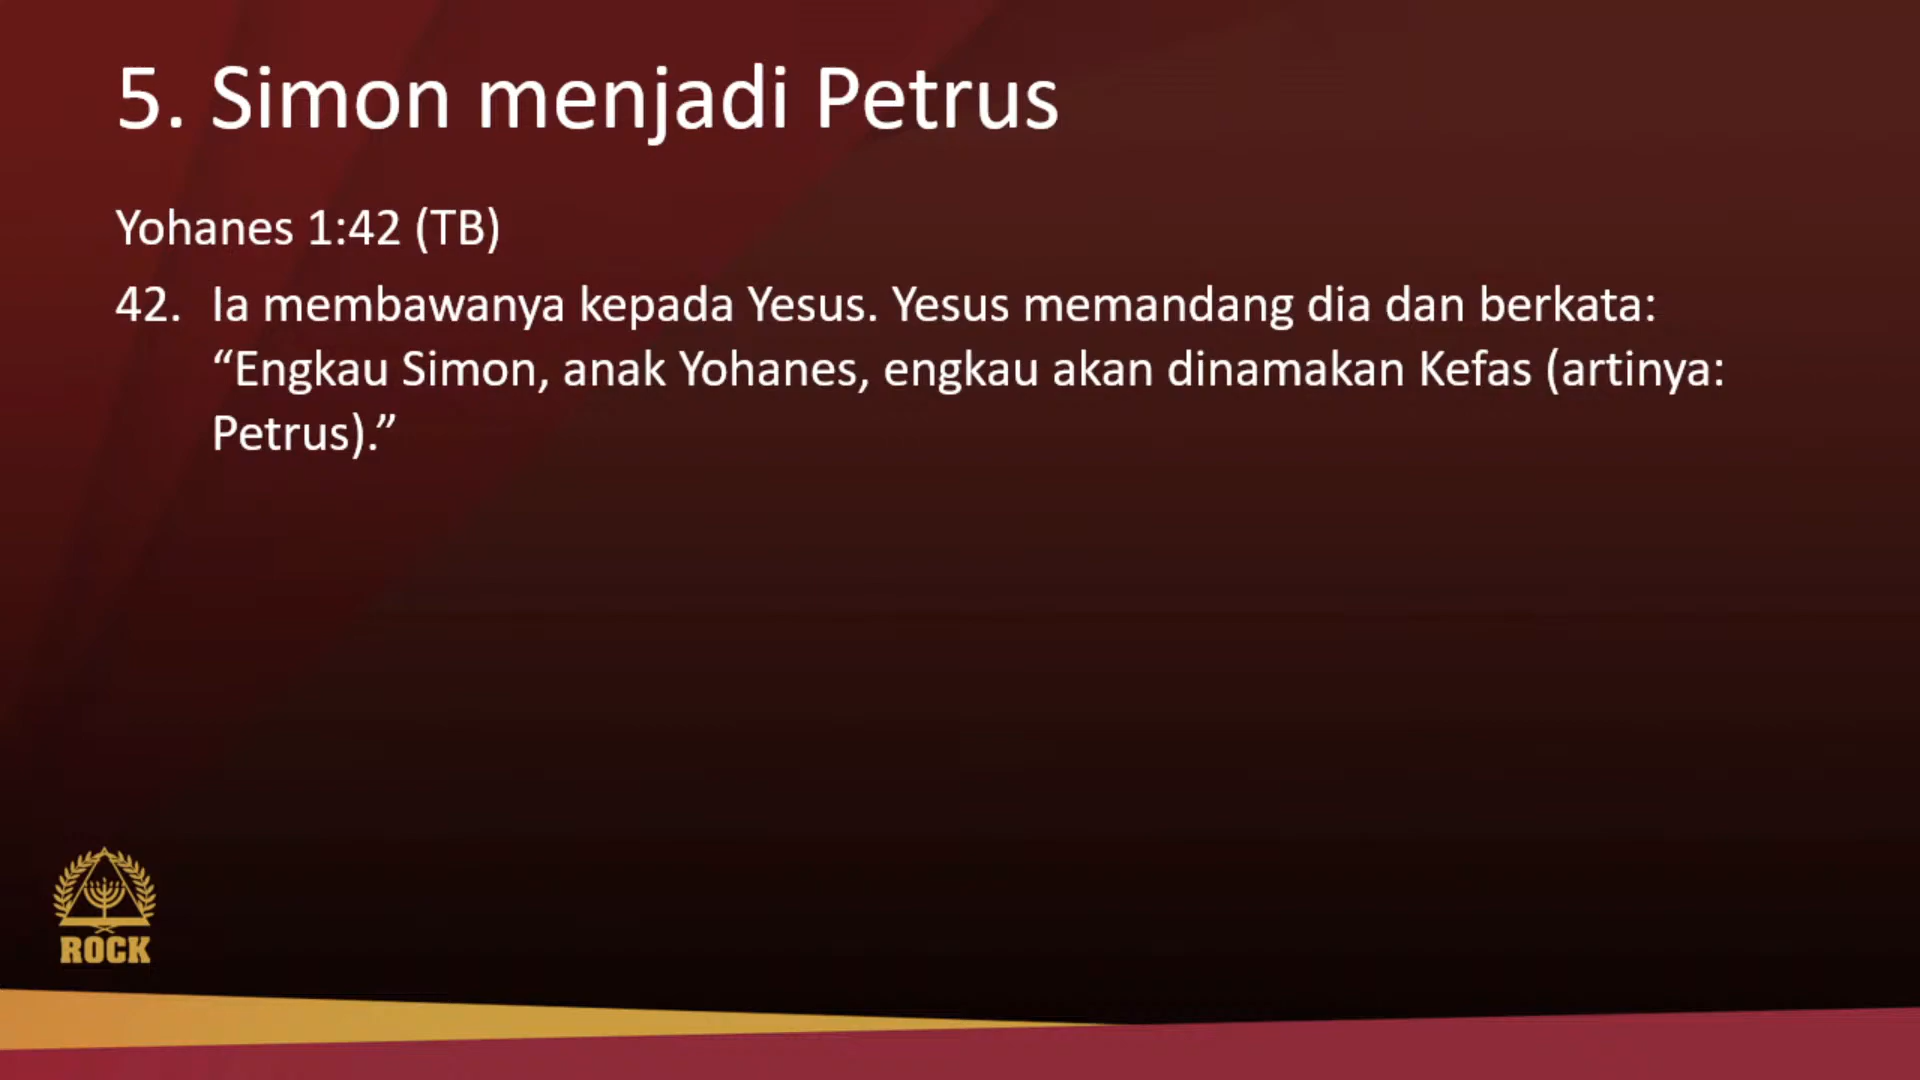 5. Simon menjadi Petrus
Yohanes 1:42 (TB)
42. Ia membawanya kepada Yesus. Yesus memandang dia dan berkata:
“Engkau Simon, anak Yohanes, engkau akan dinamakan Kefas (artinya:
Petrus).”
ROCK